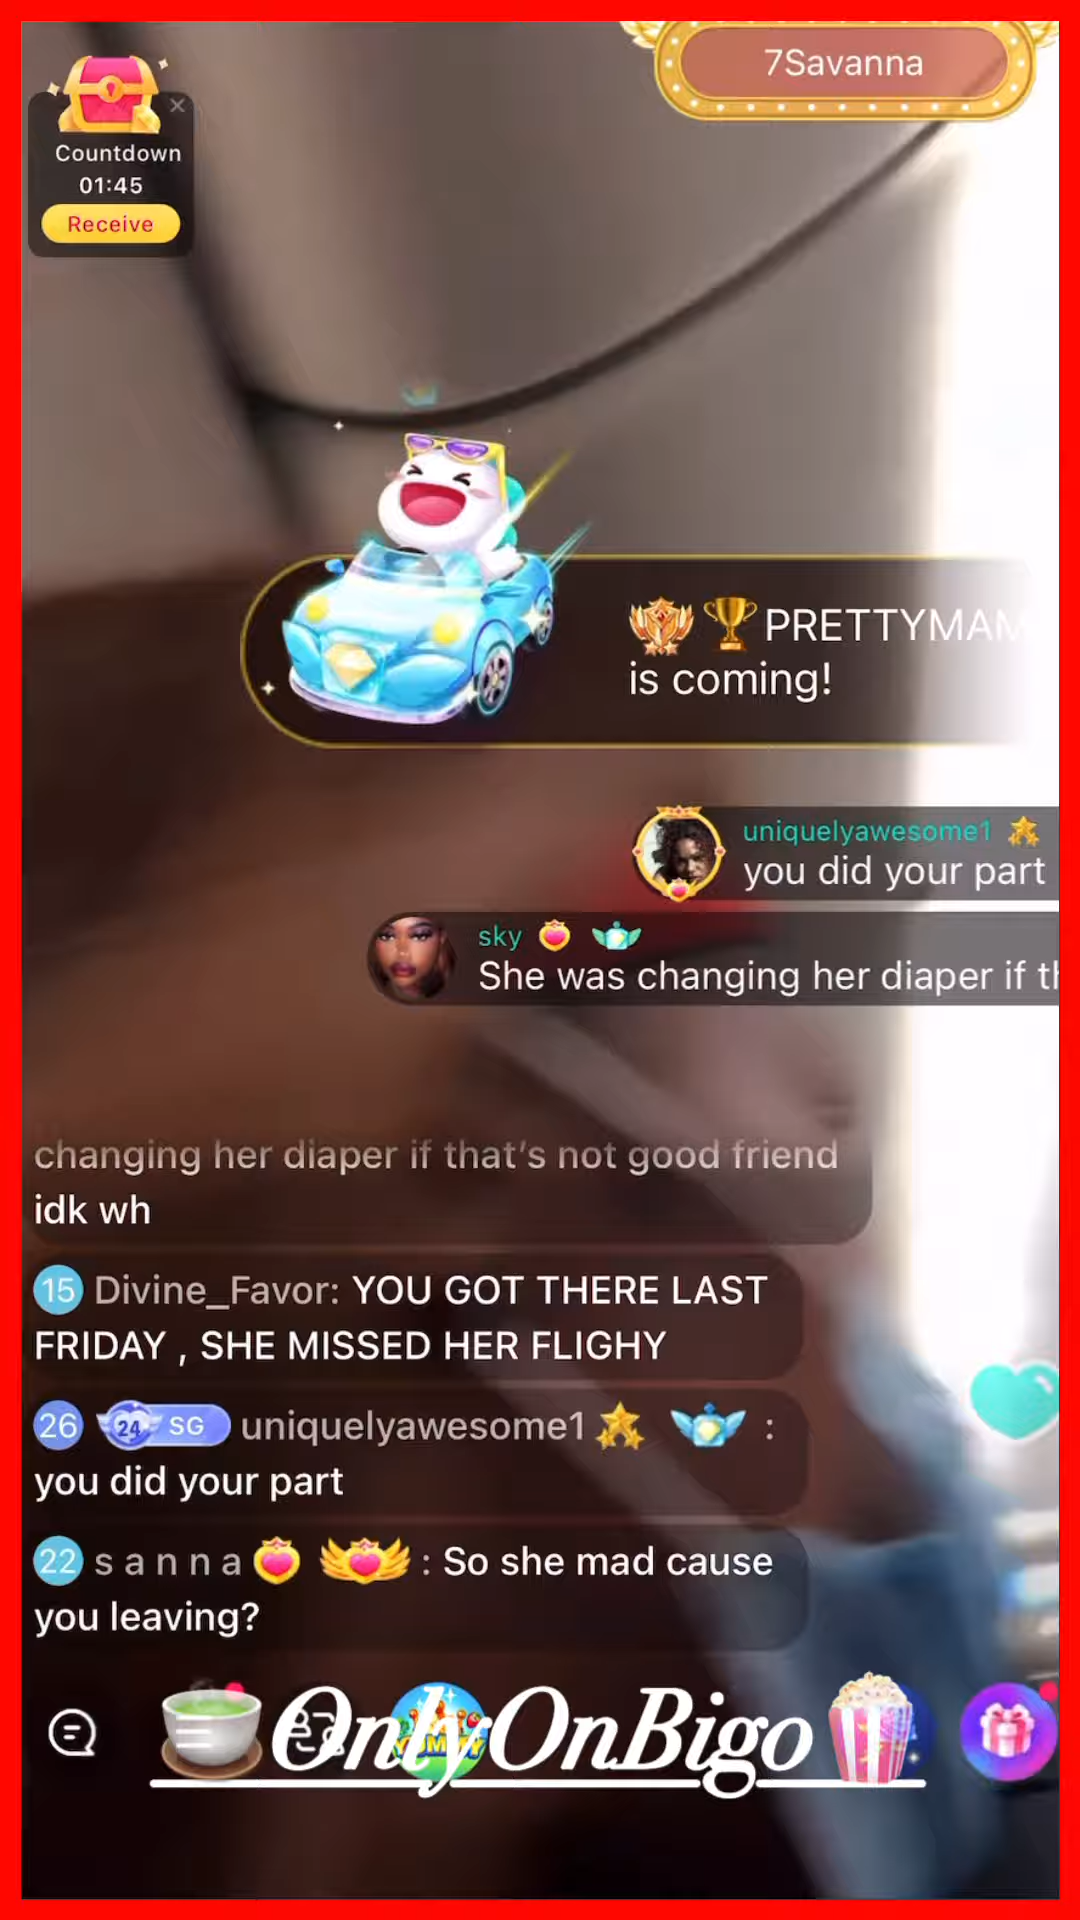 7Savanna
Countdown
01:45
Receive
PRETTYMAM
is coming!
uniquelyawesome1
you did your part
sky
She was changing her diaper if th
changing her diaper if that's not good friend
idk wh
15 Divine_Favor: YOU GOT THERE LAST
FRIDAY , SHE MISSED HER FLIGHY
26 24 SG uniquelyawesome1 :
you did your part
22 s a n n a : So she mad cause
you leaving?
YUMMY
OnlyOnBigo